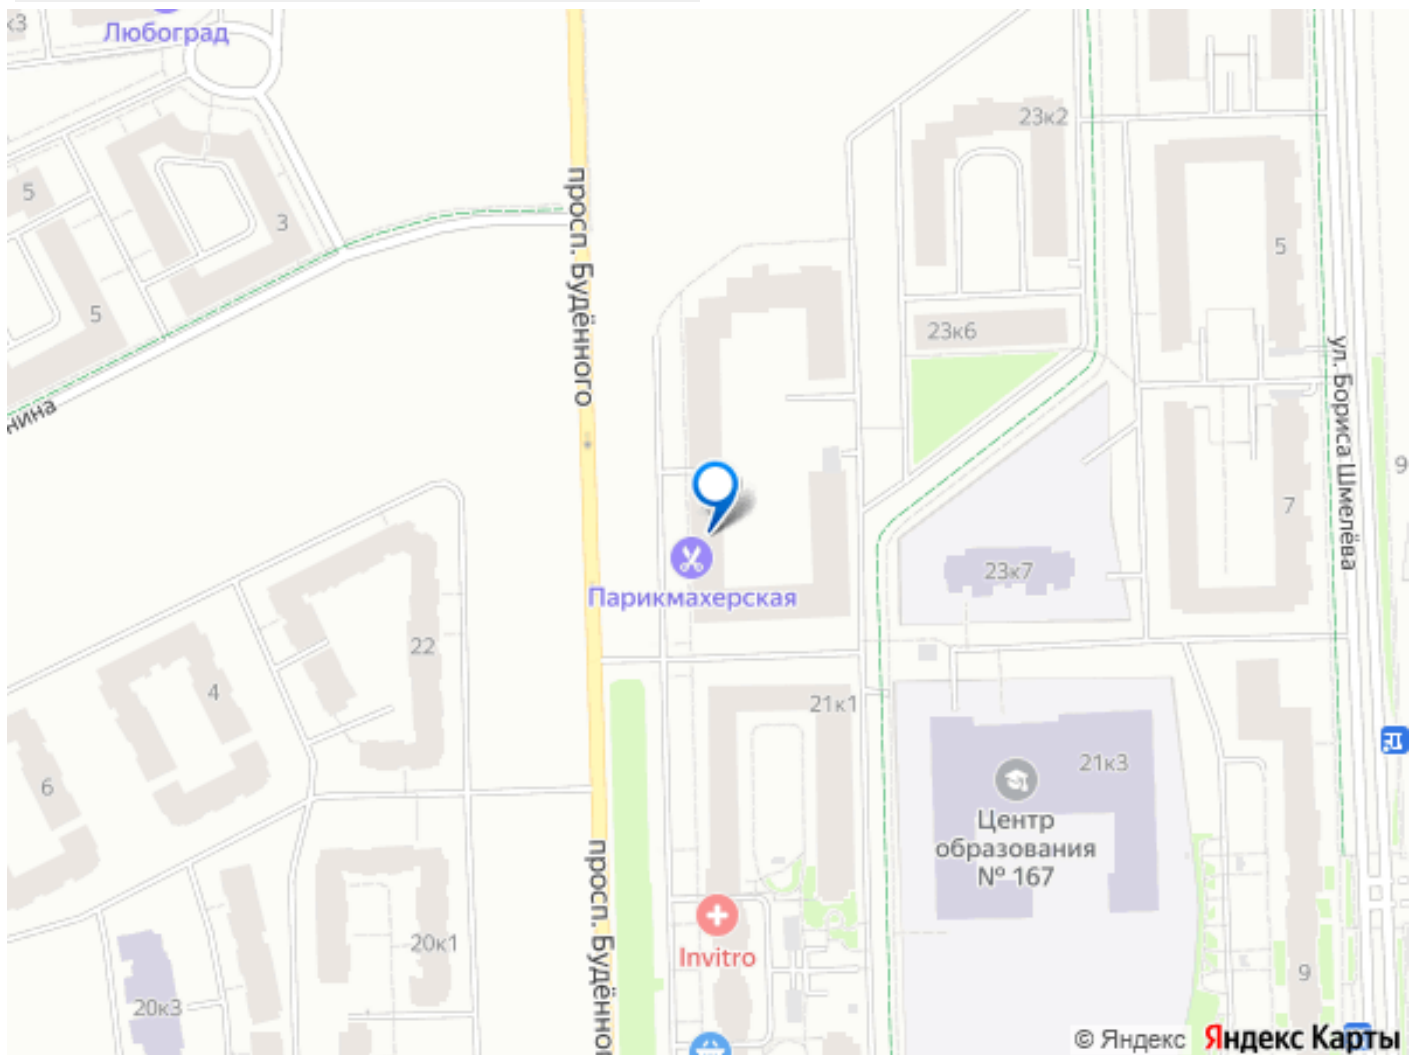 к3
Любоград
23к2
5
3
просп. Будённого
5
5
23к6
нина
ул. Бориса Шмелёва
9
7
23к7
Парикмахерская
22
4
21к1
6
21к3
Центр
образования
№ 167
просп. Будённого
20к1
Invitro
9
20к3
© Яндекс Яндекс Карты